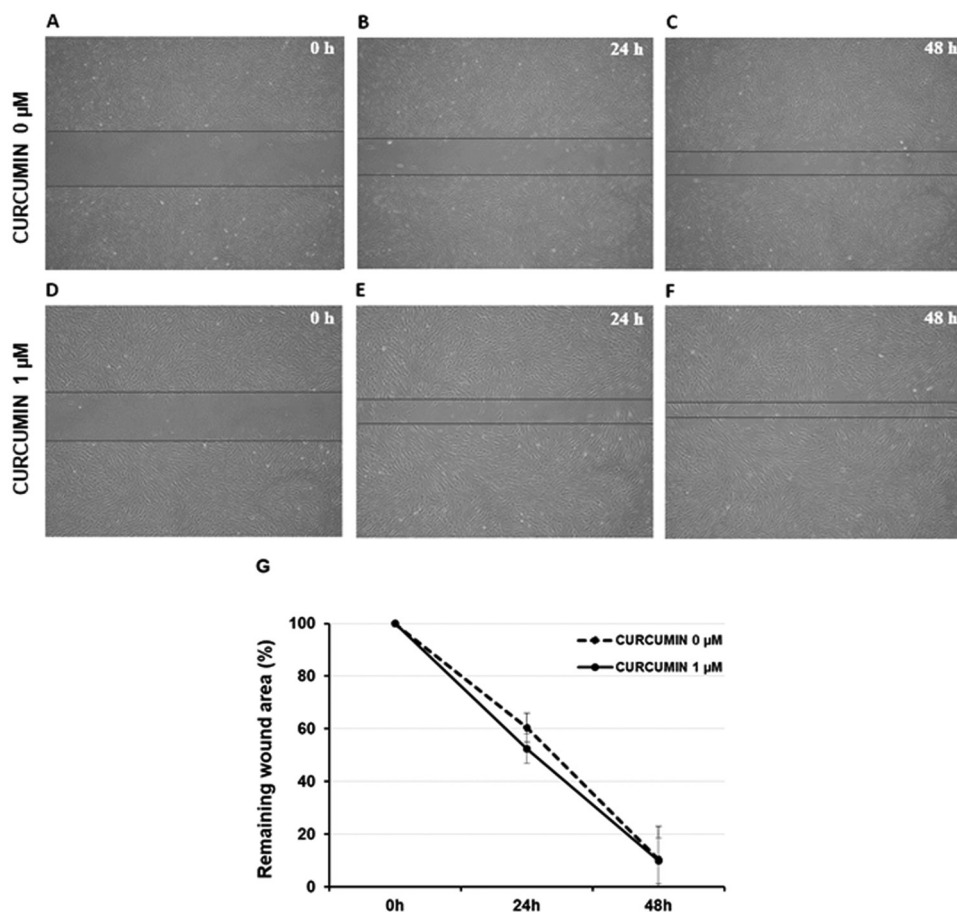 A
B
C
0 h
24 h
48 h
CURCUMIN 0 µM
D
E
F
0 h
24 h
48 h
CURCUMIN 1 µM
G
Remaining wound area (%)
100
80
60
40
20
0
0h
24h
48h
CURCUMIN 0 µM
CURCUMIN 1 µM